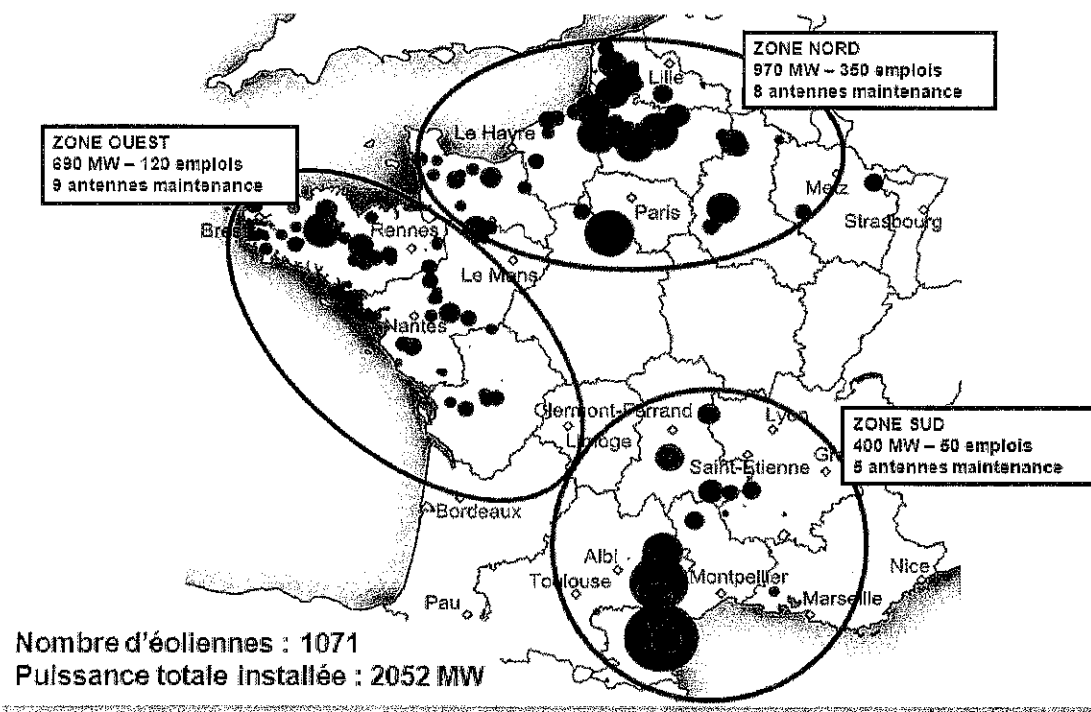 ZONE NORD
970 MW – 350 emplois
8 antennes maintenance
Lille
ZONE OUEST
690 MW – 120 emplois
9 antennes maintenance
Le Havre
Metz
Paris
Strasbourg
Rennes
Le Mans
Nantes
Clermont-Ferrand
Lyon
Limoge
ZONE SUD
400 MW – 50 emplois
5 antennes maintenance
Saint-Etienne
Bordeaux
Albi
Toulouse
Montpellier
Nice
Marseille
Pau
Nombre d'éoliennes : 1071
Puissance totale installée : 2052 MW